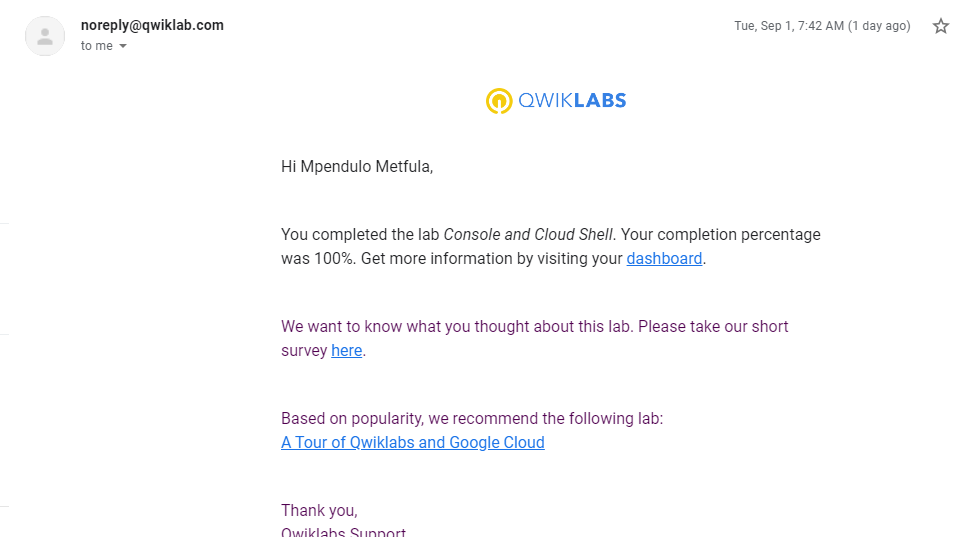 noreply@qwiklab.com
Tue, Sep 1, 7:42 AM (1 day ago)
to me
QWIKLABS
Hi Mpendulo Metfula,
You completed the lab Console and Cloud Shell. Your completion percentage
was 100%. Get more information by visiting your dashboard.
We want to know what you thought about this lab. Please take our short
survey here.
Based on popularity, we recommend the following lab:
A Tour of Qwiklabs and Google Cloud
Thank you,
Qwiklabs Support